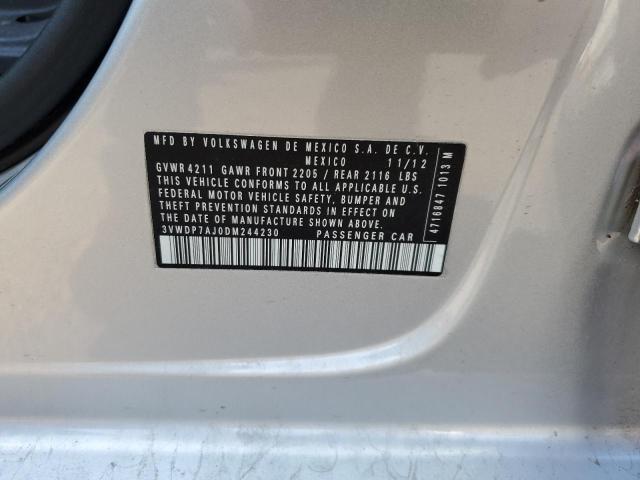 MFD BY VOLKSWAGEN DE MEXICO S.A. DE C.V.
MEXICO 11/12
GVWR 4211 GAWR FRONT 2205 / REAR 2116 LBS
THIS VEHICLE CONFORMS TO ALL APPLICABLE U.S.
FEDERAL MOTOR VEHICLE SAFETY, BUMPER AND
THEFT PREVENTION STANDARDS IN EFFECT ON
THE DATE OF MANUFACTURE SHOWN ABOVE.
3VWDP7AJ0DM244230 PASSENGER CAR
4716847 1013 M